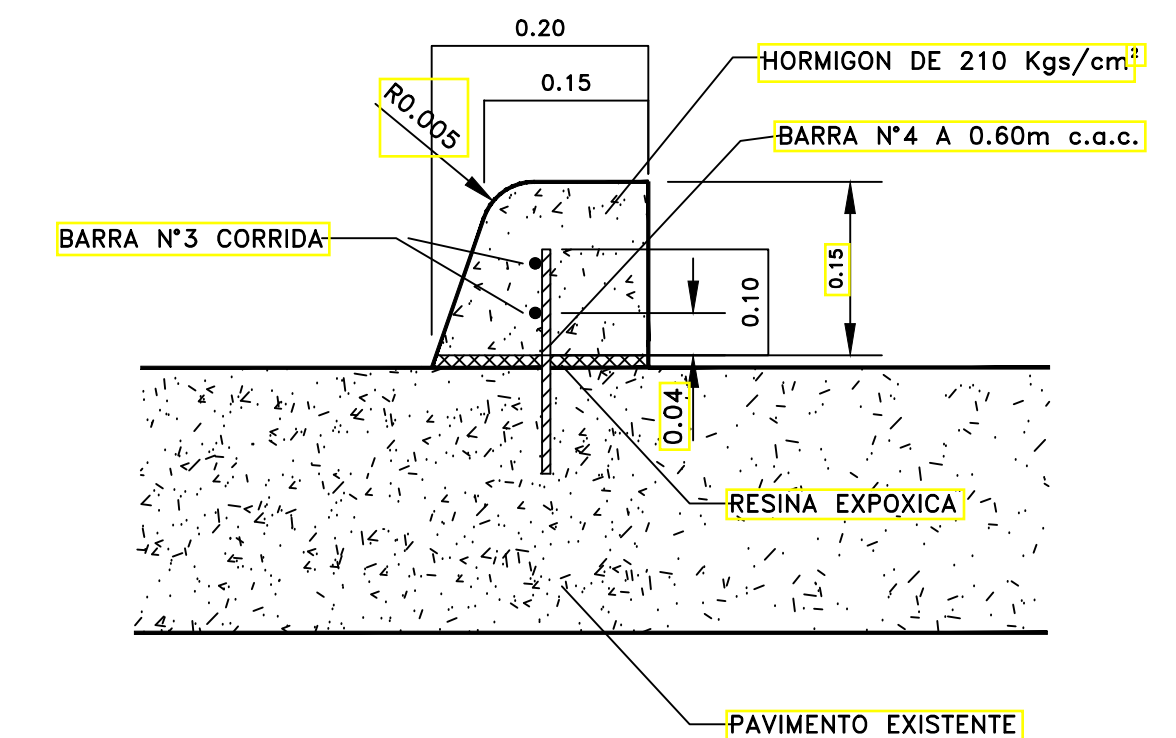 0.20
HORMIGON DE 210 Kgs/cm²
0.15
R0.005
BARRA N°4 A 0.60m c.a.c.
BARRA N°3 CORRIDA
0.15
0.10
0.04
RESINA EXPOXICA
PAVIMENTO EXISTENTE